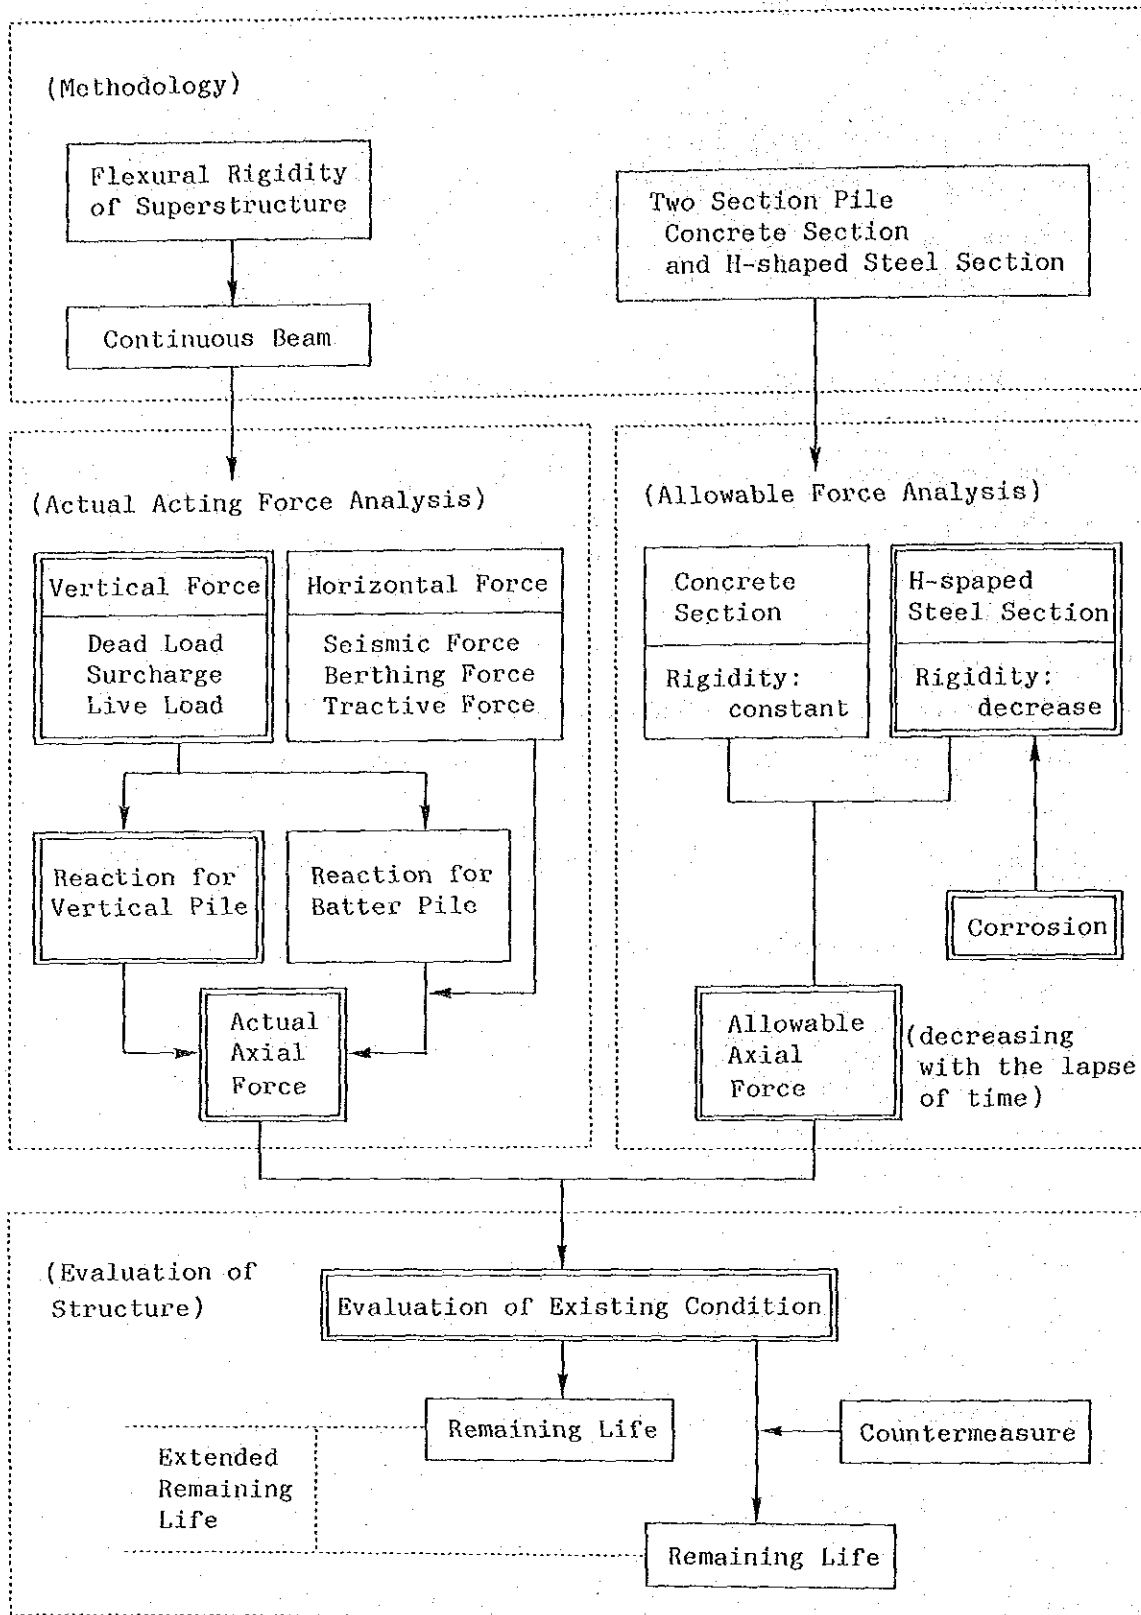 (Methodology)
Flexural Rigidity
of Superstructure
Two Section Pile
Concrete Section
and H-shaped Steel Section
Continuous Beam
(Actual Acting Force Analysis)
Vertical Force
Dead Load
Surcharge
Live Load
Horizontal Force
Seismic Force
Berthing Force
Tractive Force
Reaction for
Vertical Pile
Reaction for
Batter Pile
Actual
Axial
Force
(Allowable Force Analysis)
Concrete
Section
Rigidity:
constant
H-spaped
Steel Section
Rigidity:
decrease
Corrosion
Allowable
Axial
Force
(decreasing
with the lapse
of time)
(Evaluation of
Structure)
Evaluation of Existing Condition
Remaining Life
Countermeasure
Extended
Remaining
Life
Remaining Life